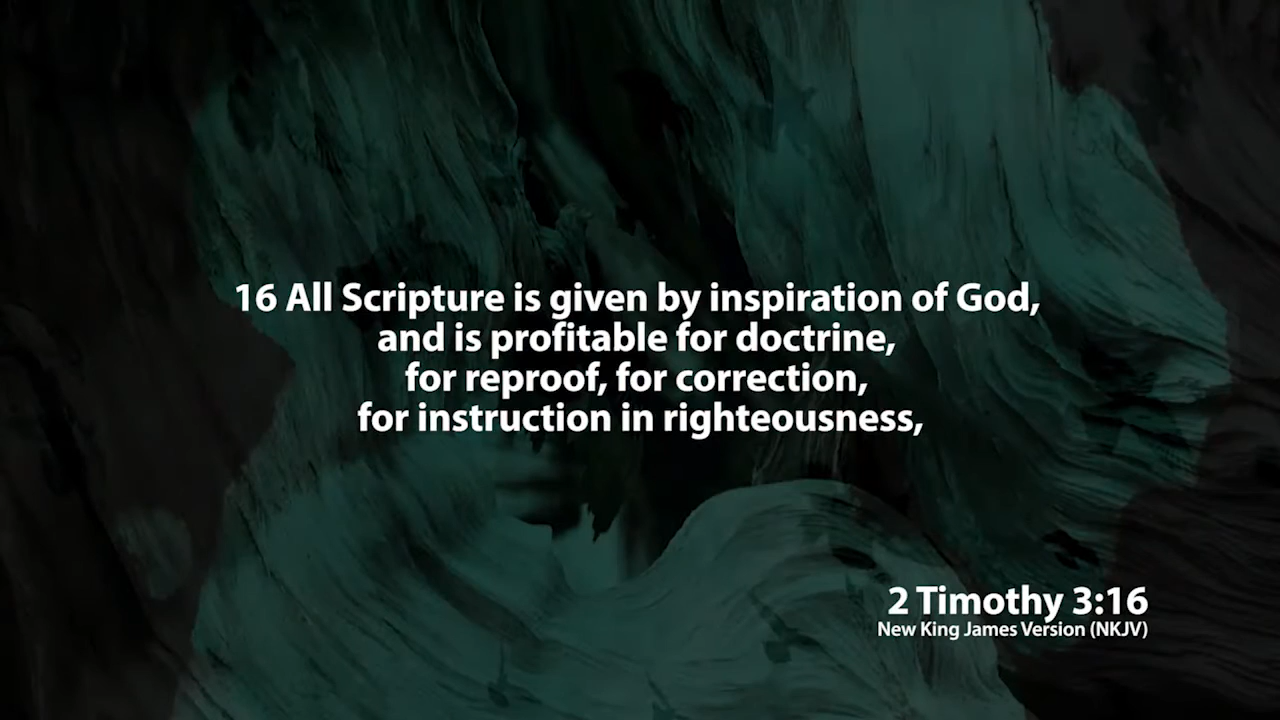 16 All Scripture is given by inspiration of God,
and is profitable for doctrine,
for reproof, for correction,
for instruction in righteousness,
2 Timothy 3:16
New King James Version (NKJV)